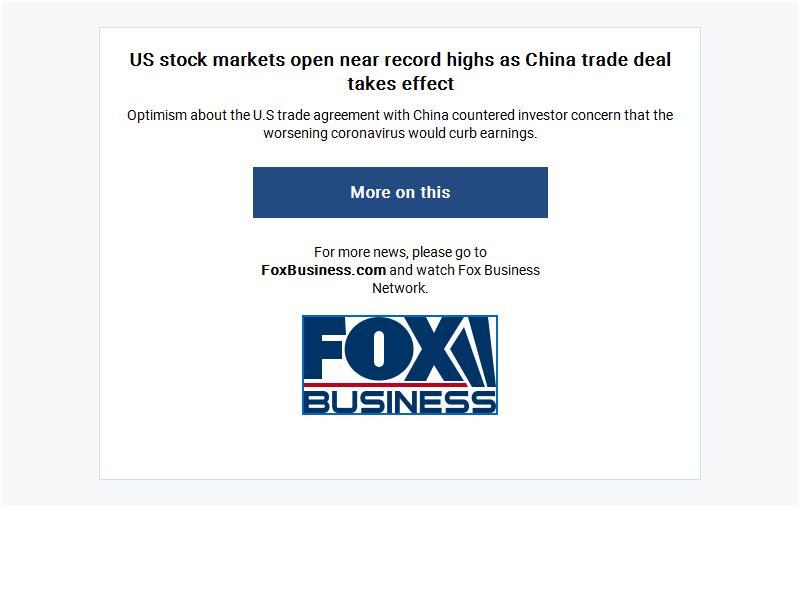 US stock markets open near record highs as China trade deal
takes effect
Optimism about the U.S trade agreement with China countered investor concern that the
worsening coronavirus would curb earnings.
More on this
For more news, please go to
FoxBusiness.com and watch Fox Business
Network.
FOX
BUSINESS